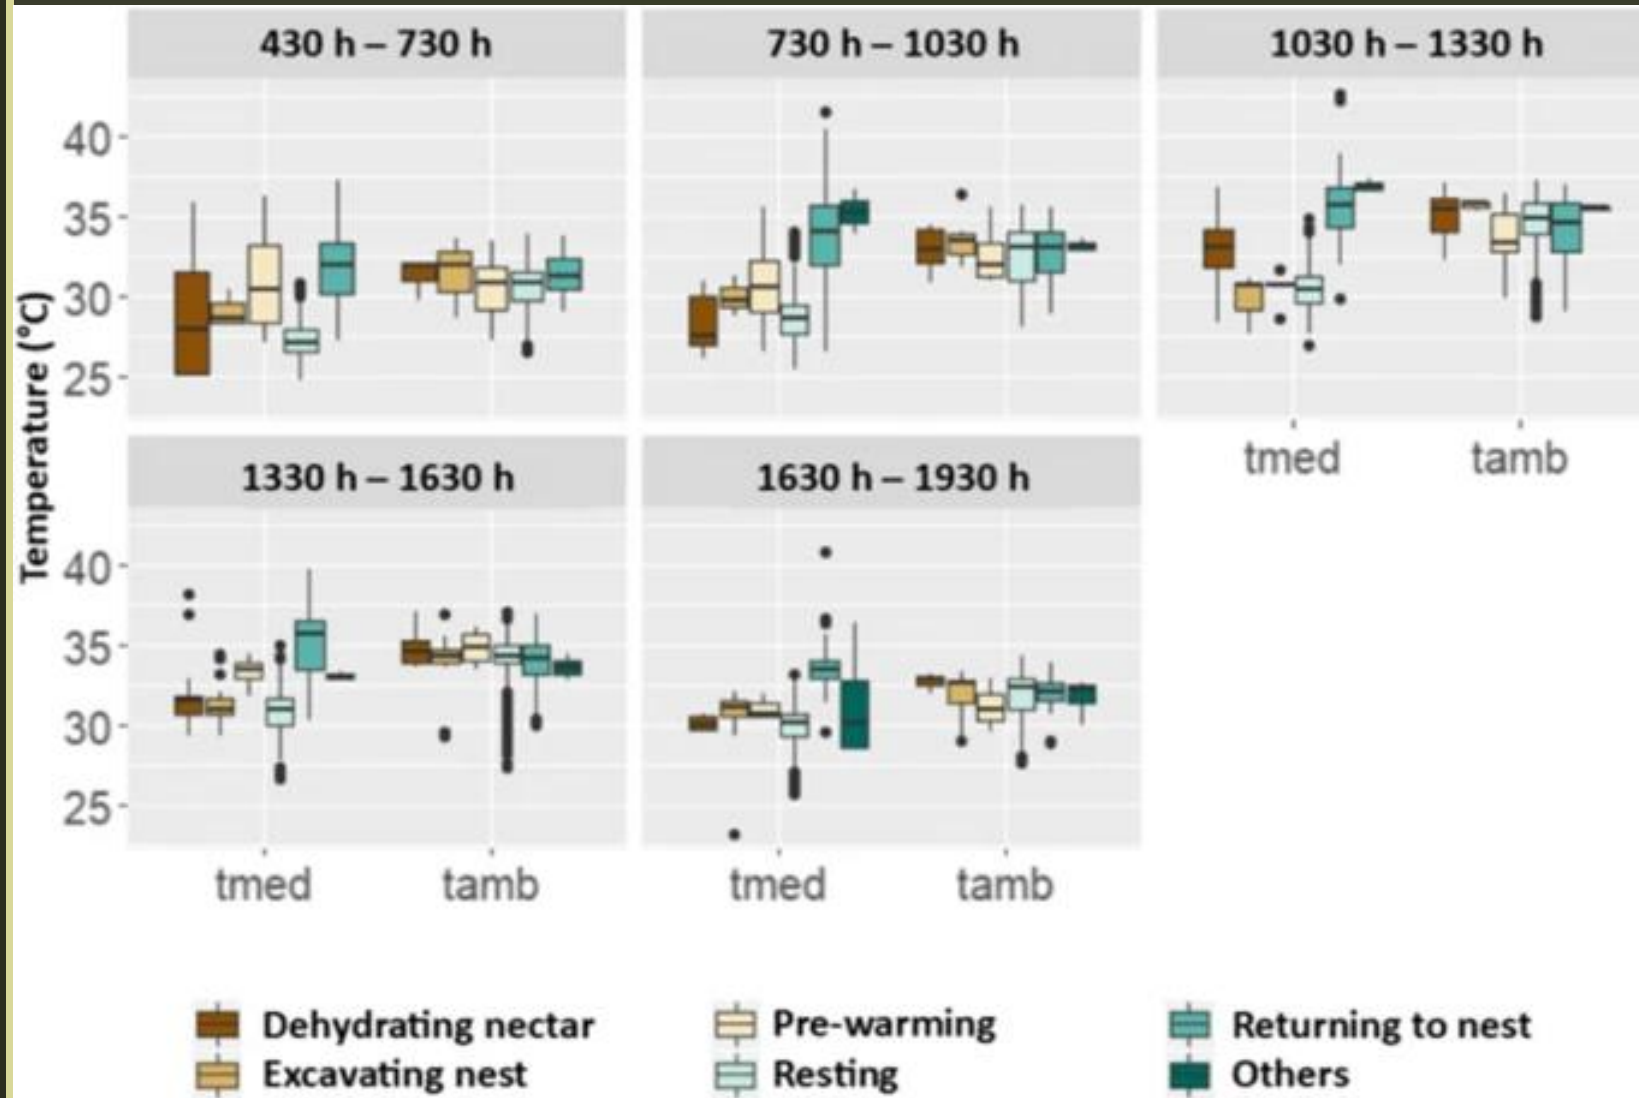 430 h – 730 h
730 h – 1030 h
1030 h – 1330 h
Temperature (°C)
40
35
30
25
tmed
tamb
1330 h – 1630 h
1630 h – 1930 h
40
35
30
25
tmed
tamb
tmed
tamb
Dehydrating nectar
Pre-warming
Returning to nest
Excavating nest
Resting
Others